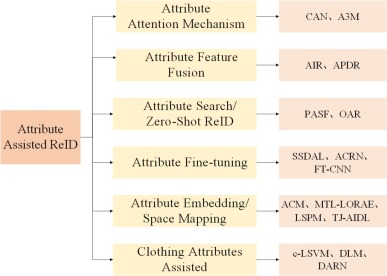 Attribute
Attention Mechanism
CAN、A3M
Attribute Feature
Fusion
AIR、APDR
Attribute Search/
Zero-Shot ReID
PASF、OAR
Attribute
Assisted ReID
Attribute Fine-tuning
SSDAL、ACRN、
FT-CNN
Attribute Embedding/
Space Mapping
ACM、MTL-LORAE、
LSPM、TJ-AIDL
Clothing Attributes
Assisted
c-LSVM、DLM、
DARN